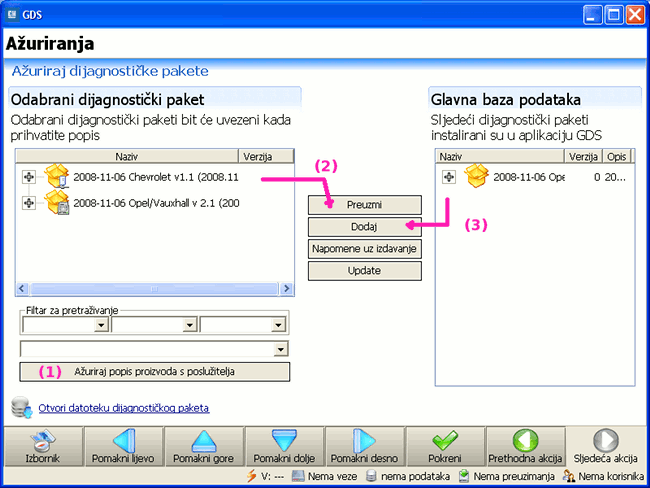 GDS
Ažuriranja
Ažuriraj dijagnostičke pakete
Odabrani dijagnostički paket
Odabrani dijagnostički paketi bit će uvezeni kada
prihvatite popis
Naziv Verzija
2008-11-06 Chevrolet v1.1 (2008.11
2008-11-06 Opel/Vauxhall v 2.1 (200
(2)
Preuzmi
Dodaj
Napomene uz izdavanje
Update
(3)
Glavna baza podataka
Sljedeći dijagnostički paketi
instalirani su u aplikaciju GDS
Naziv Verzija Opis
2008-11-06 Ope 0 20...
Filtar za pretraživanje
(1) Ažuriraj popis proizvoda s poslužitelja
Otvori datoteku dijagnostičkog paketa
Izbornik Pomakni lijevo Pomakni gore Pomakni dolje Pomakni desno Pokreni Prethodna akcija Sljedeća akcija
V: --- Nema veze nema podataka Nema preuzimanja Nema korisnika